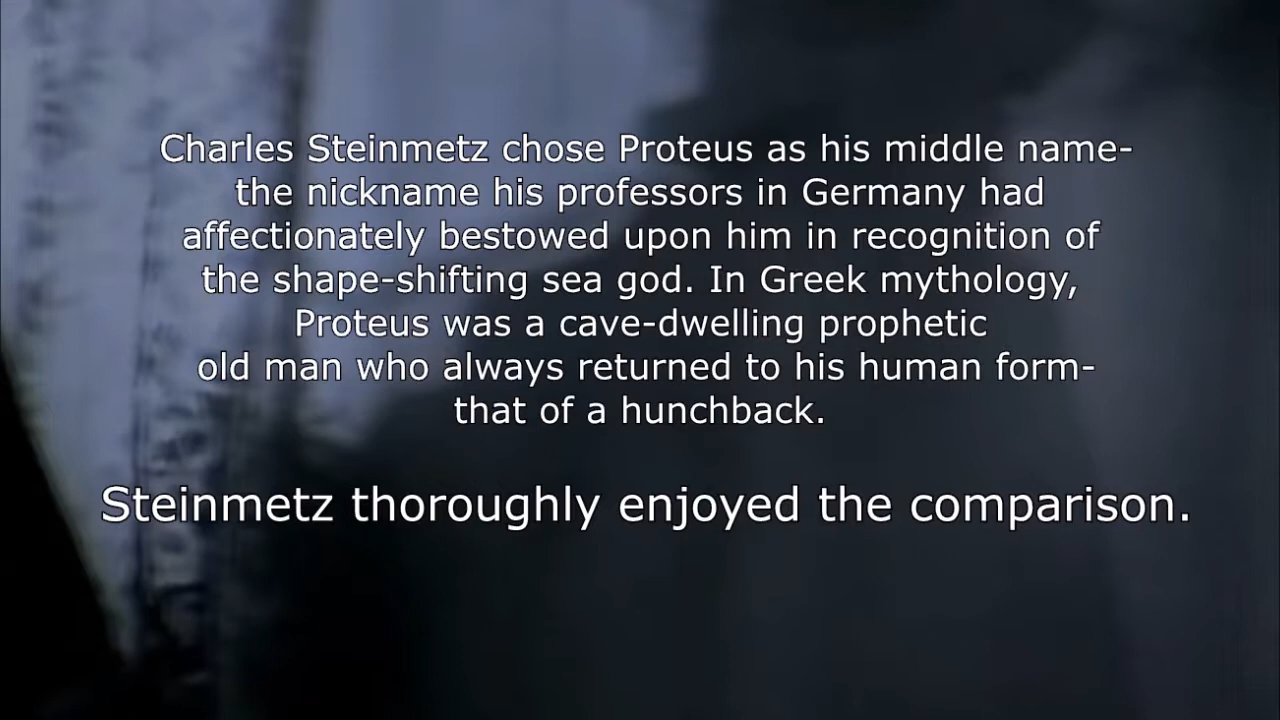 Charles Steinmetz chose Proteus as his middle name-
the nickname his professors in Germany had
affectionately bestowed upon him in recognition of
the shape-shifting sea god. In Greek mythology,
Proteus was a cave-dwelling prophetic
old man who always returned to his human form-
that of a hunchback.
Steinmetz thoroughly enjoyed the comparison.